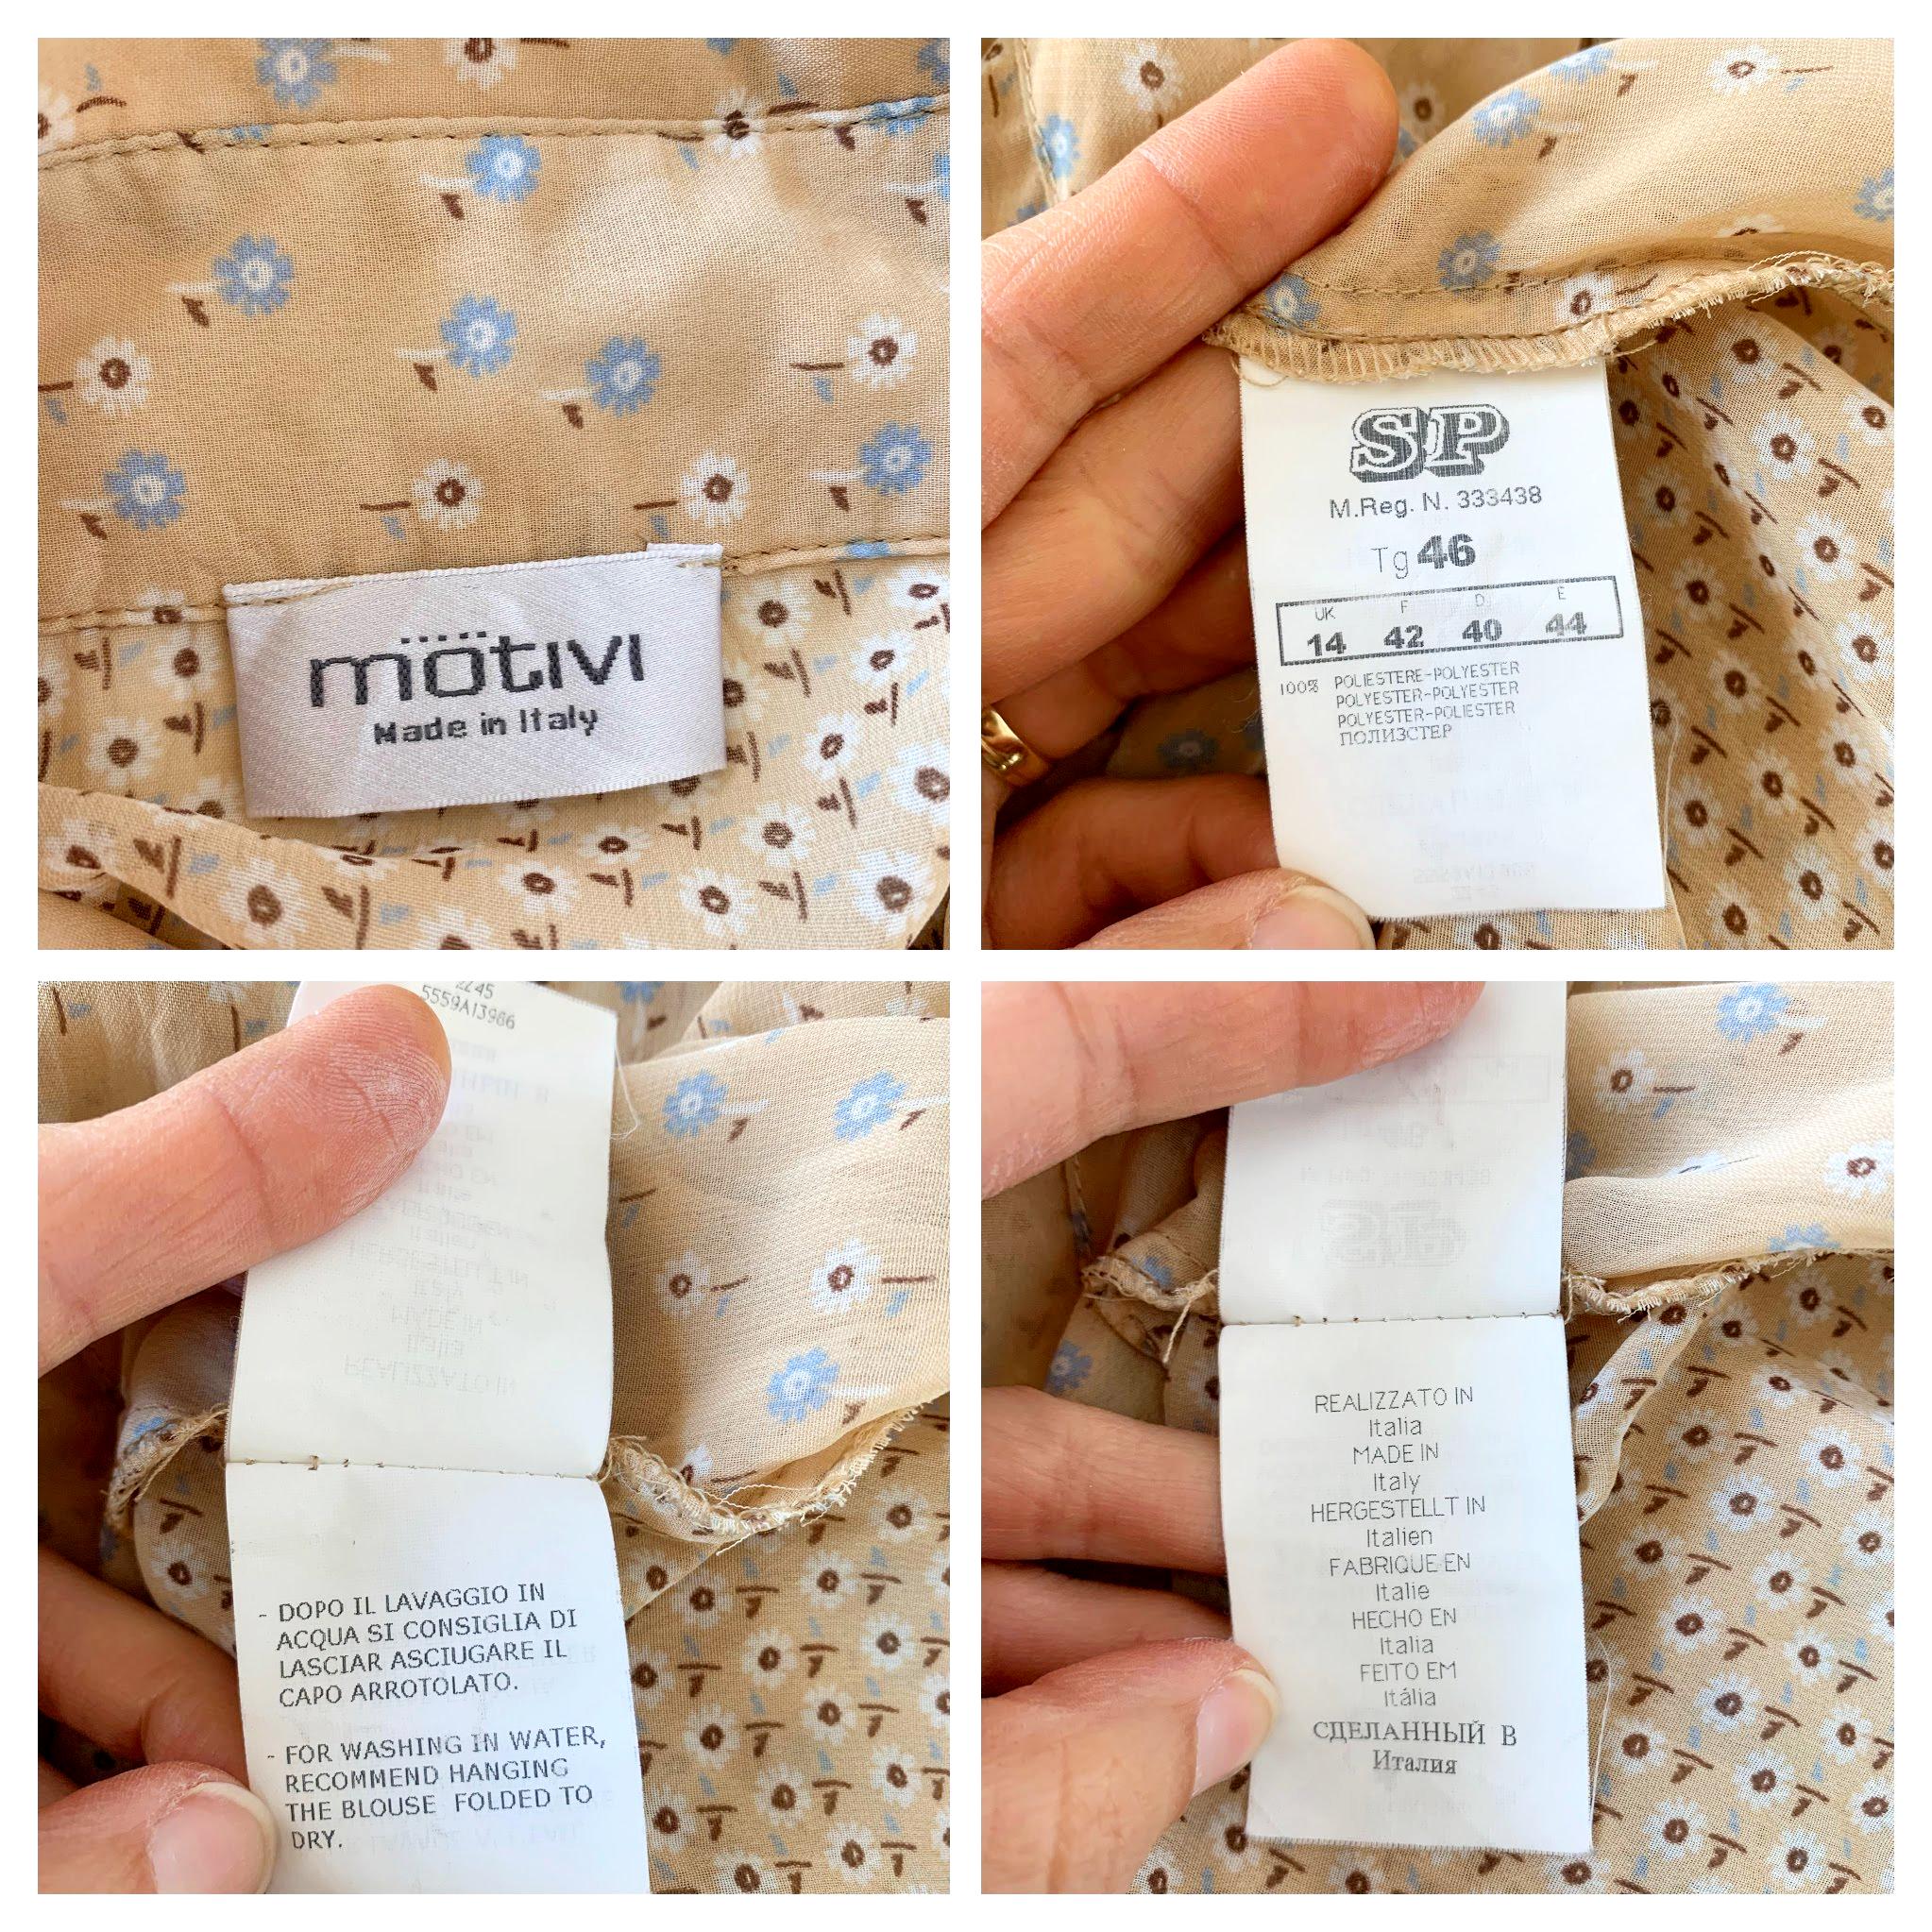 mötivi
Made in Italy
SP
M.Reg. N. 333438
Tg 46
UK F D E
14 42 40 44
100% POLIESTERE-POLYESTER
POLYESTER-POLYESTER
POLYESTER-POLIESTER
ПОЛИЗСТЕР
5559A13986
- DOPO IL LAVAGGIO IN
ACQUA SI CONSIGLIA DI
LASCIAR ASCIUGARE IL
CAPO ARROTOLATO.
- FOR WASHING IN WATER,
RECOMMEND HANGING
THE BLOUSE FOLDED TO
DRY.
REALIZZATO IN
Italia
MADE IN
Italy
HERGESTELLT IN
Italien
FABRIQUE EN
Italie
HECHO EN
Italia
FEITO EM
Itália
СДЕЛАННЫЙ В
Италия